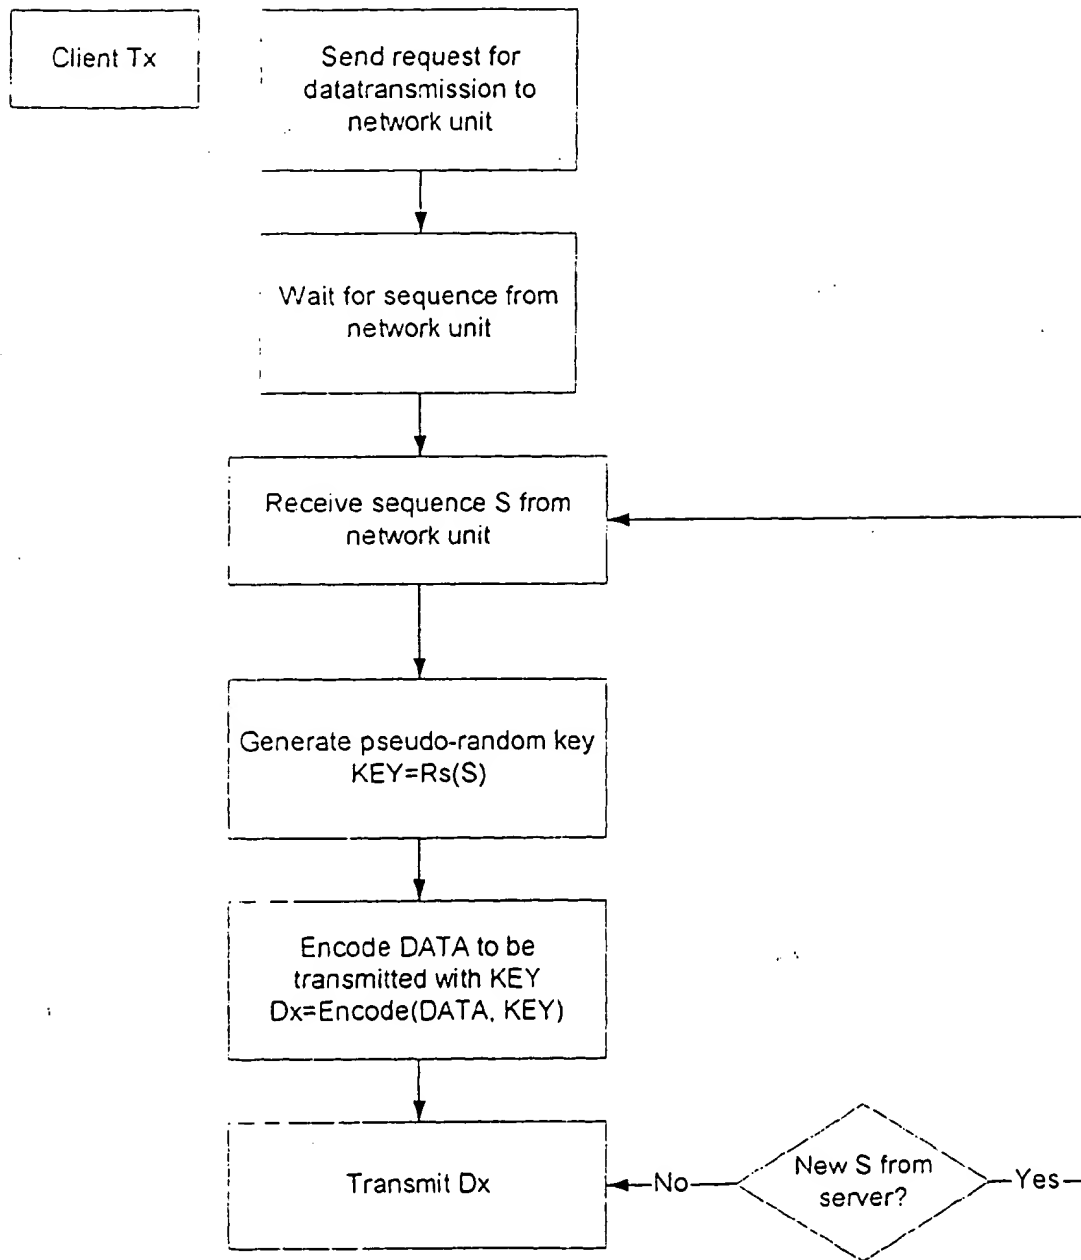 Client Tx
Send request for
datatransmission to
network unit
Wait for sequence from
network unit
Receive sequence S from
network unit
Generate pseudo-random key
KEY=Rs(S)
Encode DATA to be
transmitted with KEY
Dx=Encode(DATA, KEY)
Transmit Dx
No
New S from
server?
Yes